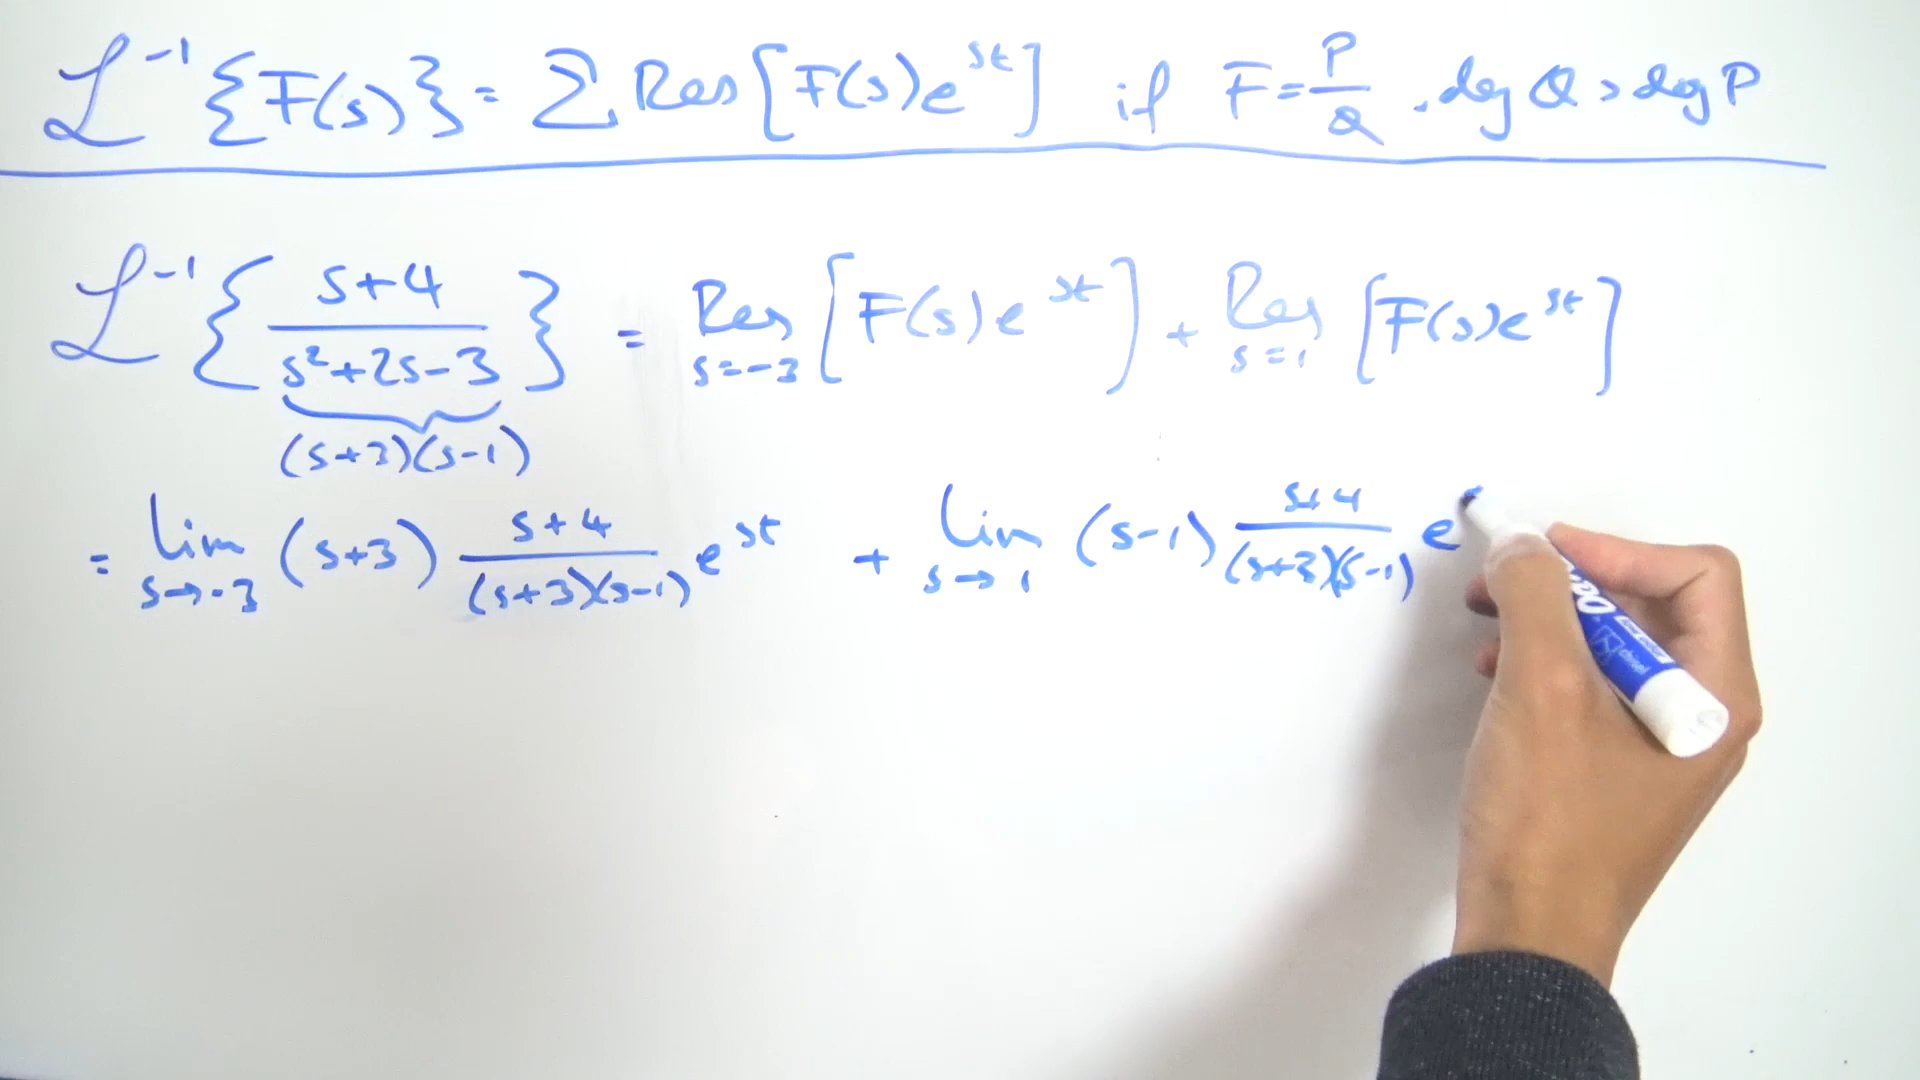 ℒ⁻¹{F(s)} = ∑ Res[F(s)e^{st}] if F = P/Q, deg Q > deg P
ℒ⁻¹{(s+4)/(s²+2s-3)} = Res_{s=-3}[F(s)e^{st}] + Res_{s=1}[F(s)e^{st}]
(s+3)(s-1)
= lim_{s→-3} (s+3) (s+4)/((s+3)(s-1)) e^{st} + lim_{s→1} (s-1) (s+4)/((s+3)(s-1)) e